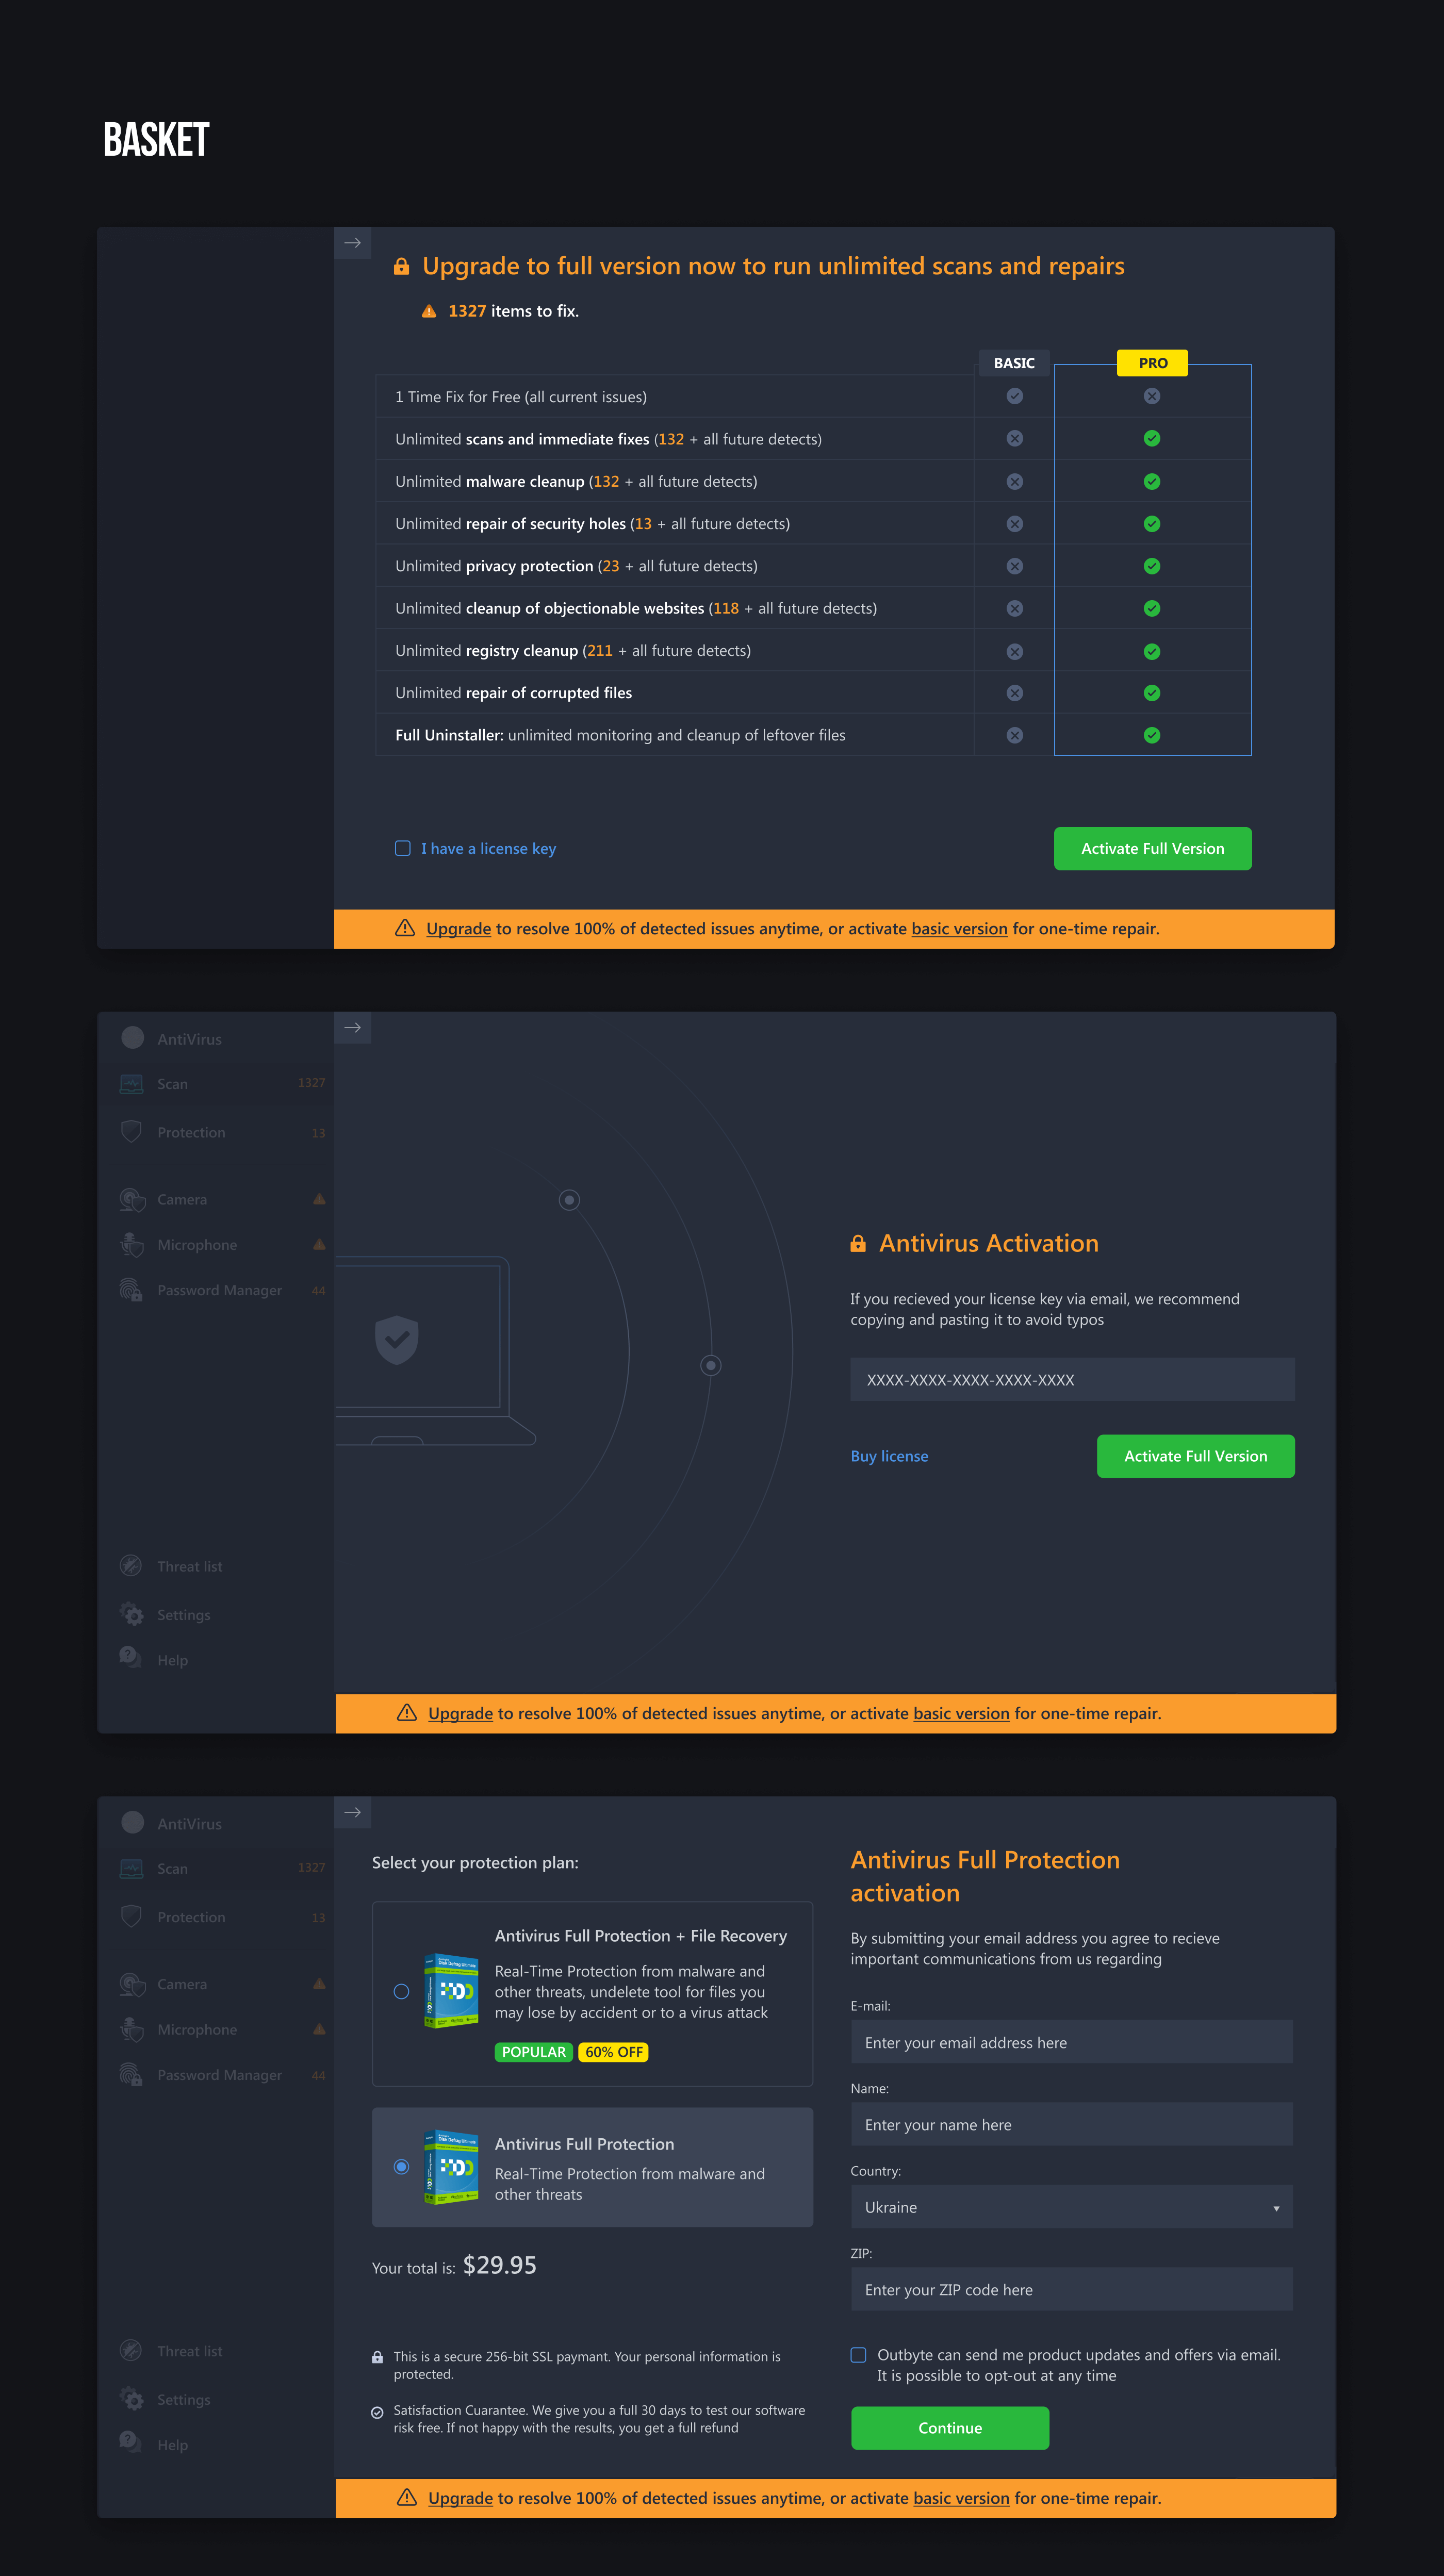 BASKET
Upgrade to full version now to run unlimited scans and repairs
1327 items to fix.
BASIC
PRO
1 Time Fix for Free (all current issues)
Unlimited scans and immediate fixes (132 + all future detects)
Unlimited malware cleanup (132 + all future detects)
Unlimited repair of security holes (13 + all future detects)
Unlimited privacy protection (23 + all future detects)
Unlimited cleanup of objectionable websites (118 + all future detects)
Unlimited registry cleanup (211 + all future detects)
Unlimited repair of corrupted files
Full Uninstaller: unlimited monitoring and cleanup of leftover files
I have a license key
Activate Full Version
Upgrade to resolve 100% of detected issues anytime, or activate basic version for one-time repair.
AntiVirus
Scan 1327
Protection 13
Camera
Microphone
Password Manager 44
Threat list
Settings
Help
Antivirus Activation
If you recieved your license key via email, we recommend
copying and pasting it to avoid typos
XXXX-XXXX-XXXX-XXXX-XXXX
Buy license
Activate Full Version
Upgrade to resolve 100% of detected issues anytime, or activate basic version for one-time repair.
AntiVirus
Scan 1327
Protection 13
Camera
Microphone
Password Manager 44
Threat list
Settings
Help
Select your protection plan:
Antivirus Full Protection + File Recovery
Real-Time Protection from malware and
other threats, undelete tool for files you
may lose by accident or to a virus attack
POPULAR
60% OFF
Disk Defrag Ultimate
Antivirus Full Protection
Real-Time Protection from malware and
other threats
Disk Defrag Ultimate
Your total is: $29.95
This is a secure 256-bit SSL paymant. Your personal information is
protected.
Satisfaction Cuarantee. We give you a full 30 days to test our software
risk free. If not happy with the results, you get a full refund
Antivirus Full Protection
activation
By submitting your email address you agree to recieve
important communications from us regarding
E-mail:
Enter your email address here
Name:
Enter your name here
Country:
Ukraine
ZIP:
Enter your ZIP code here
Outbyte can send me product updates and offers via email.
It is possible to opt-out at any time
Continue
Upgrade to resolve 100% of detected issues anytime, or activate basic version for one-time repair.